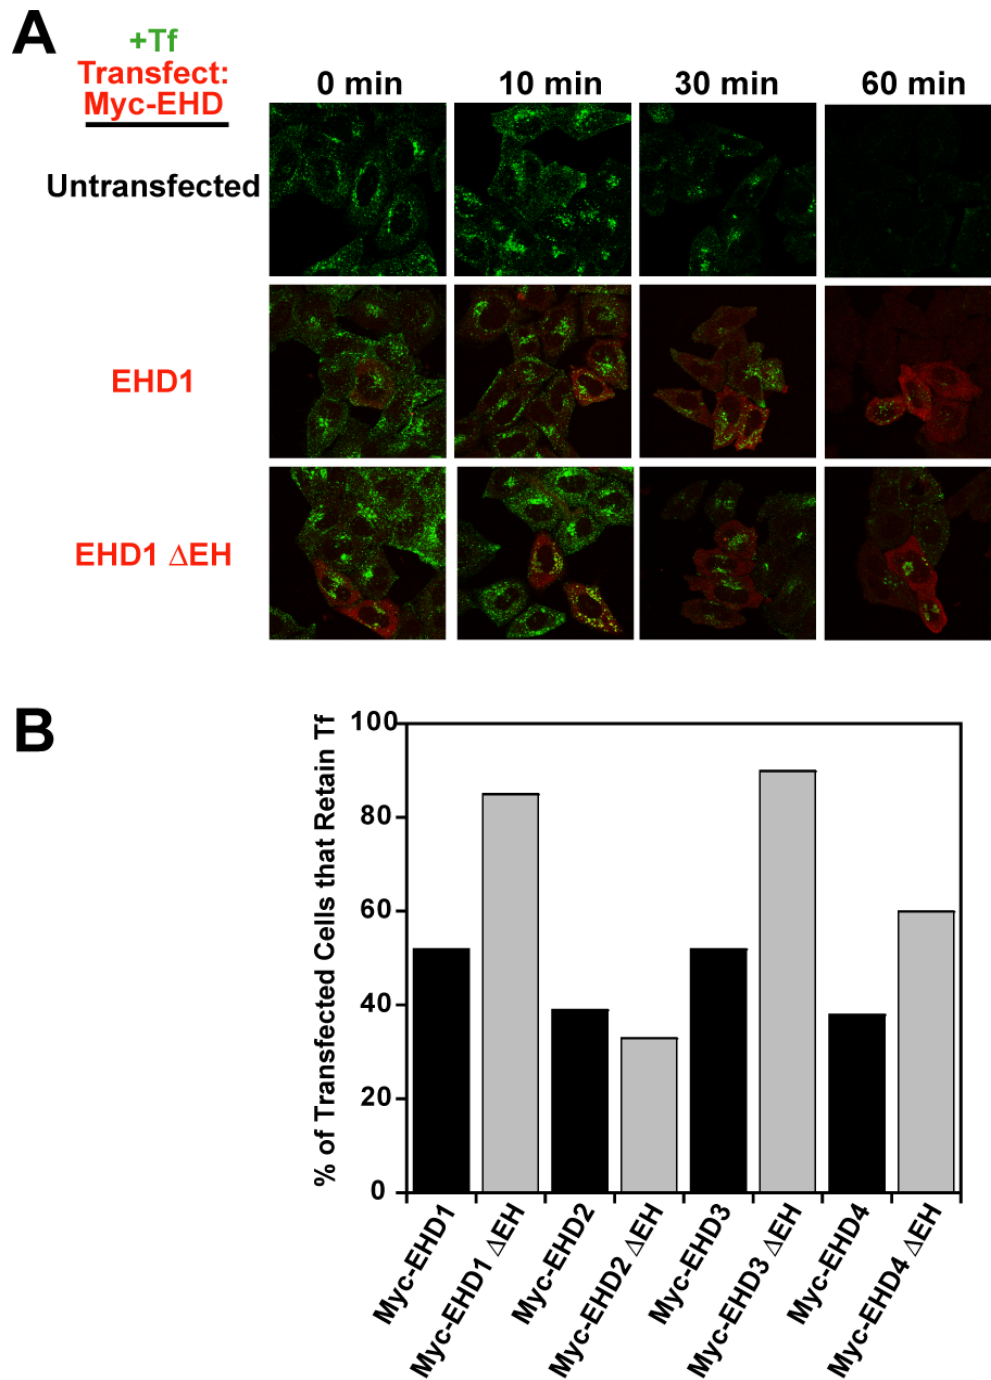 A
+Tf
Transfect:
Myc-EHD
0 min
10 min
30 min
60 min
Untransfected
EHD1
EHD1 ΔEH
B
% of Transfected Cells that Retain Tf
100
80
60
40
20
0
Myc-EHD1
Myc-EHD1 ΔEH
Myc-EHD2
Myc-EHD2 ΔEH
Myc-EHD3
Myc-EHD3 ΔEH
Myc-EHD4
Myc-EHD4 ΔEH